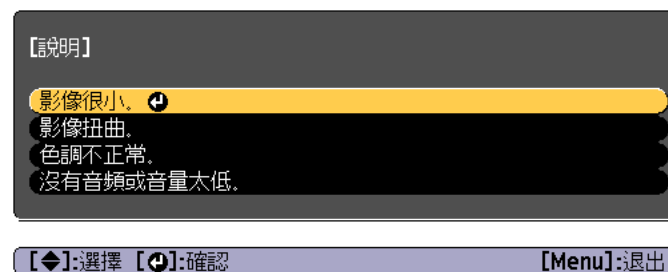 【說明】
影像很小。
影像扭曲。
色調不正常。
沒有音頻或音量太低。
【◆】:選擇 【↵】:確認 【Menu】:退出